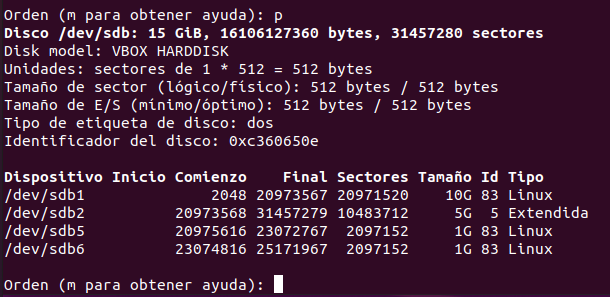 Orden (m para obtener ayuda): p
Disco /dev/sdb: 15 GiB, 16106127360 bytes, 31457280 sectores
Disk model: VBOX HARDDISK
Unidades: sectores de 1 * 512 = 512 bytes
Tamaño de sector (lógico/físico): 512 bytes / 512 bytes
Tamaño de E/S (mínimo/óptimo): 512 bytes / 512 bytes
Tipo de etiqueta de disco: dos
Identificador del disco: 0xc360650e
Dispositivo Inicio Comienzo Final Sectores Tamaño Id Tipo
/dev/sdb1 2048 20973567 20971520 10G 83 Linux
/dev/sdb2 20973568 31457279 10483712 5G 5 Extendida
/dev/sdb5 20975616 23072767 2097152 1G 83 Linux
/dev/sdb6 23074816 25171967 2097152 1G 83 Linux
Orden (m para obtener ayuda):